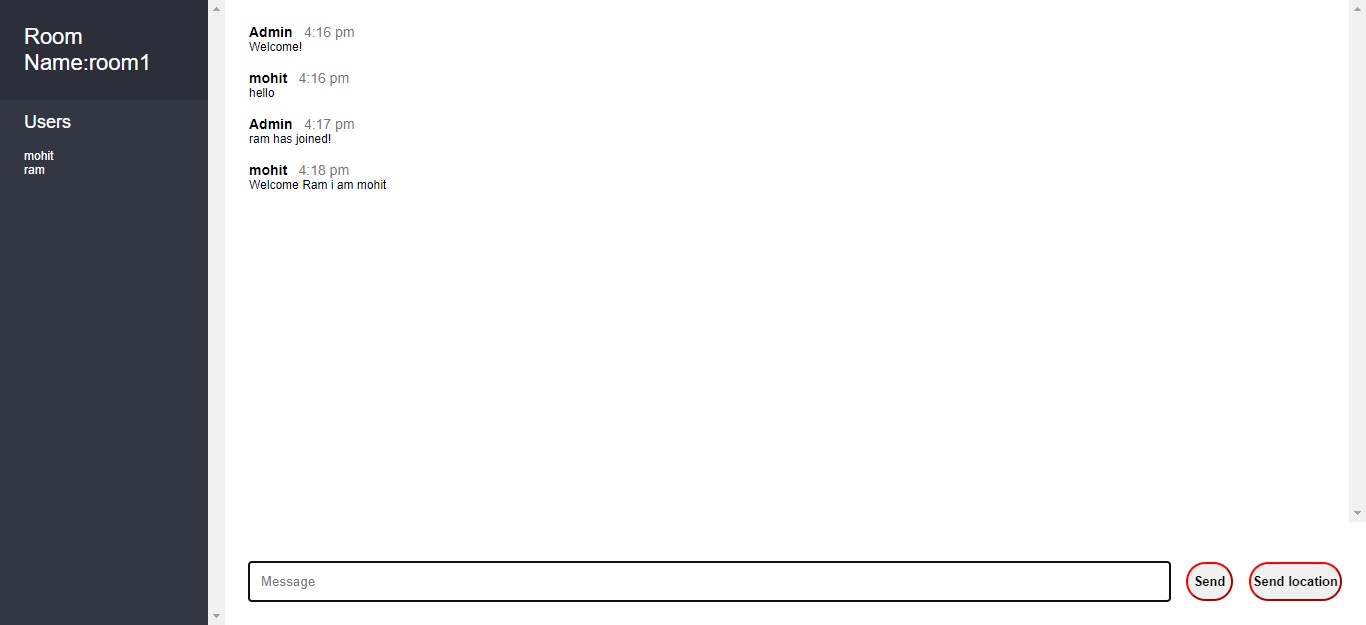 Room
Name:room1
Users
mohit
ram
Admin 4:16 pm
Welcome!
mohit 4:16 pm
hello
Admin 4:17 pm
ram has joined!
mohit 4:18 pm
Welcome Ram i am mohit
Message
Send
Send location